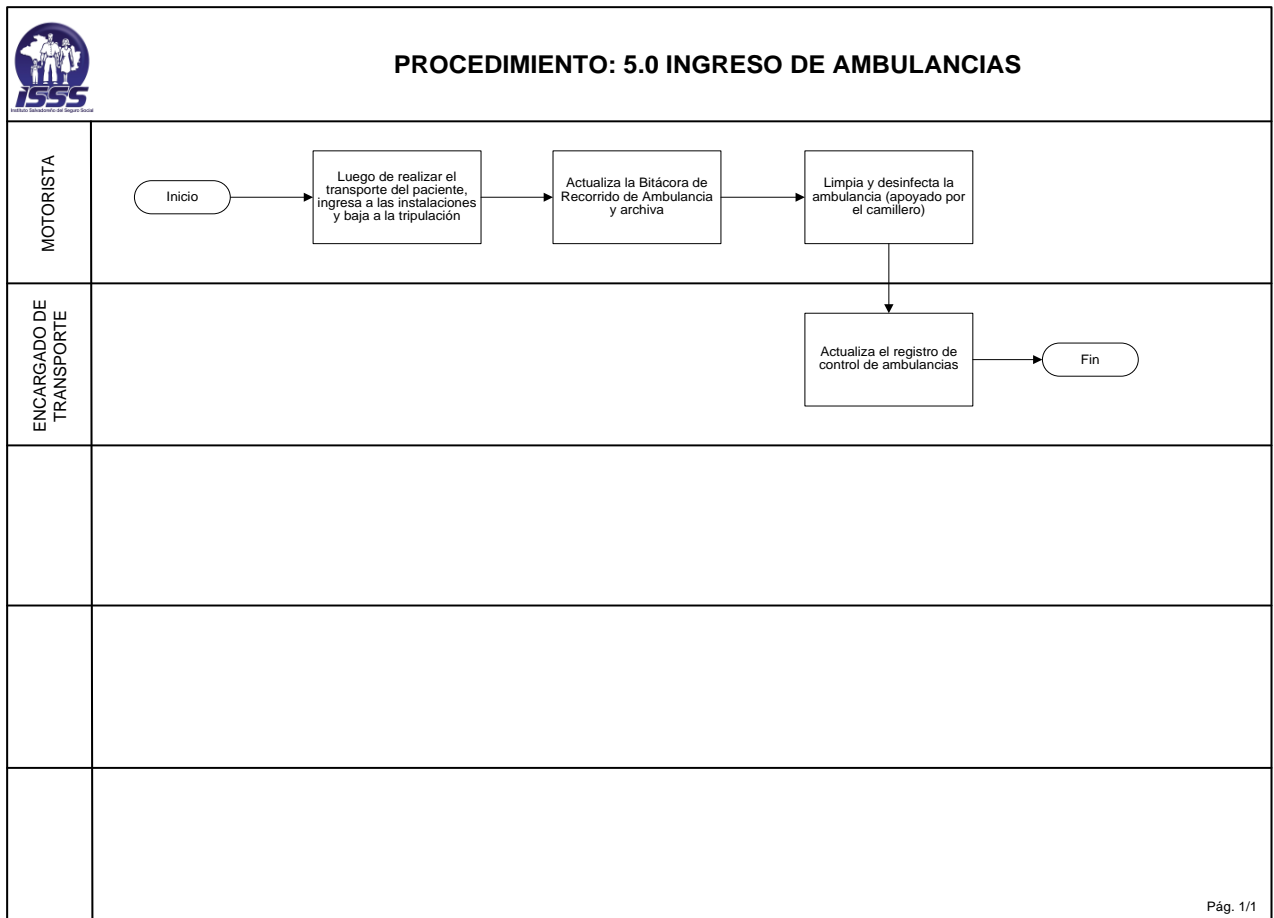 ISSS
Instituto Salvadoreño del Seguro Social
PROCEDIMIENTO: 5.0 INGRESO DE AMBULANCIAS
MOTORISTA
Inicio
Luego de realizar el
transporte del paciente,
ingresa a las instalaciones
y baja a la tripulación
Actualiza la Bitácora de
Recorrido de Ambulancia
y archiva
Limpia y desinfecta la
ambulancia (apoyado por
el camillero)
ENCARGADO DE
TRANSPORTE
Actualiza el registro de
control de ambulancias
Fin
Pág. 1/1